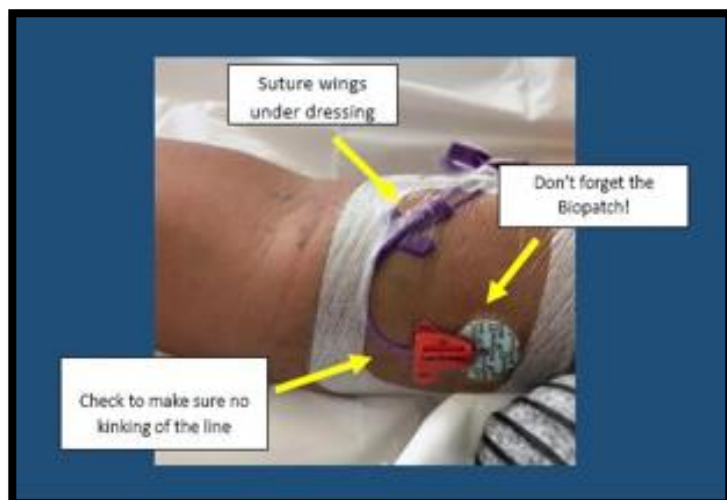 Suture wings
under dressing
Don't forget the
Biopatch!
Check to make sure no
kinking of the line